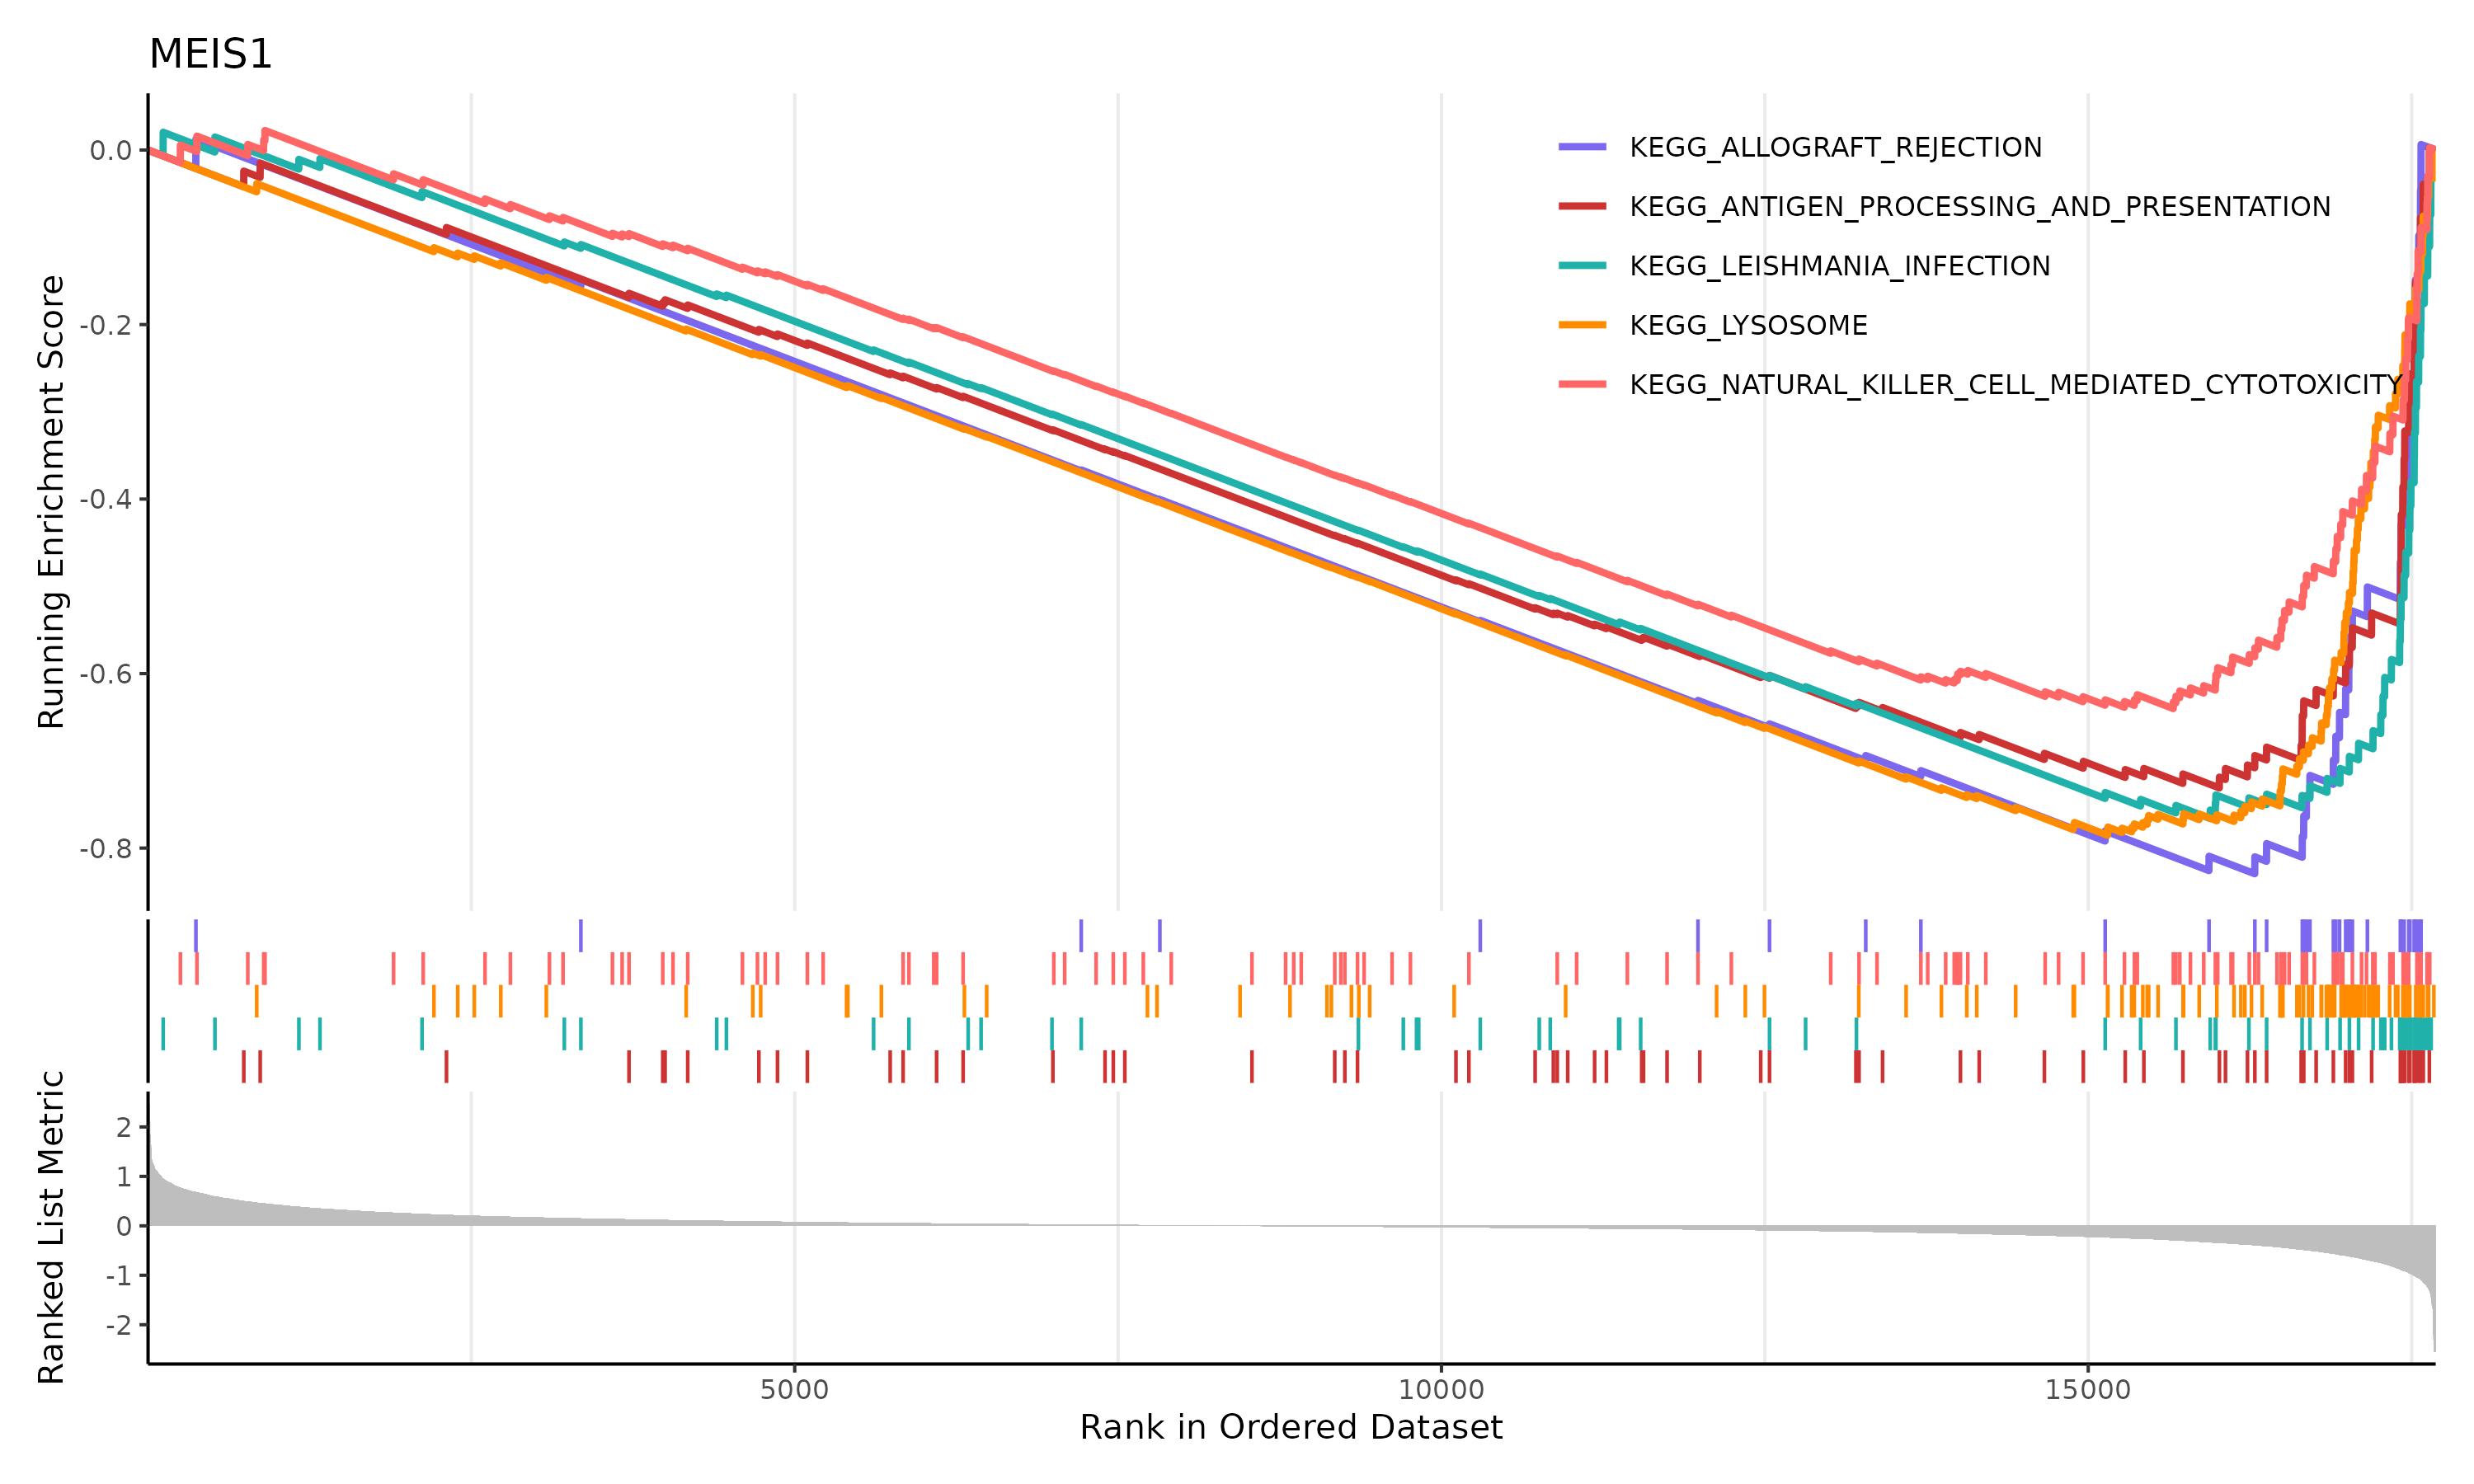 MEIS1
Running Enrichment Score
0.0
-0.2
-0.4
-0.6
-0.8
KEGG_ALLOGRAFT_REJECTION
KEGG_ANTIGEN_PROCESSING_AND_PRESENTATION
KEGG_LEISHMANIA_INFECTION
KEGG_LYSOSOME
KEGG_NATURAL_KILLER_CELL_MEDIATED_CYTOTOXICITY
Ranked List Metric
2
1
0
-1
-2
5000
10000
15000
Rank in Ordered Dataset